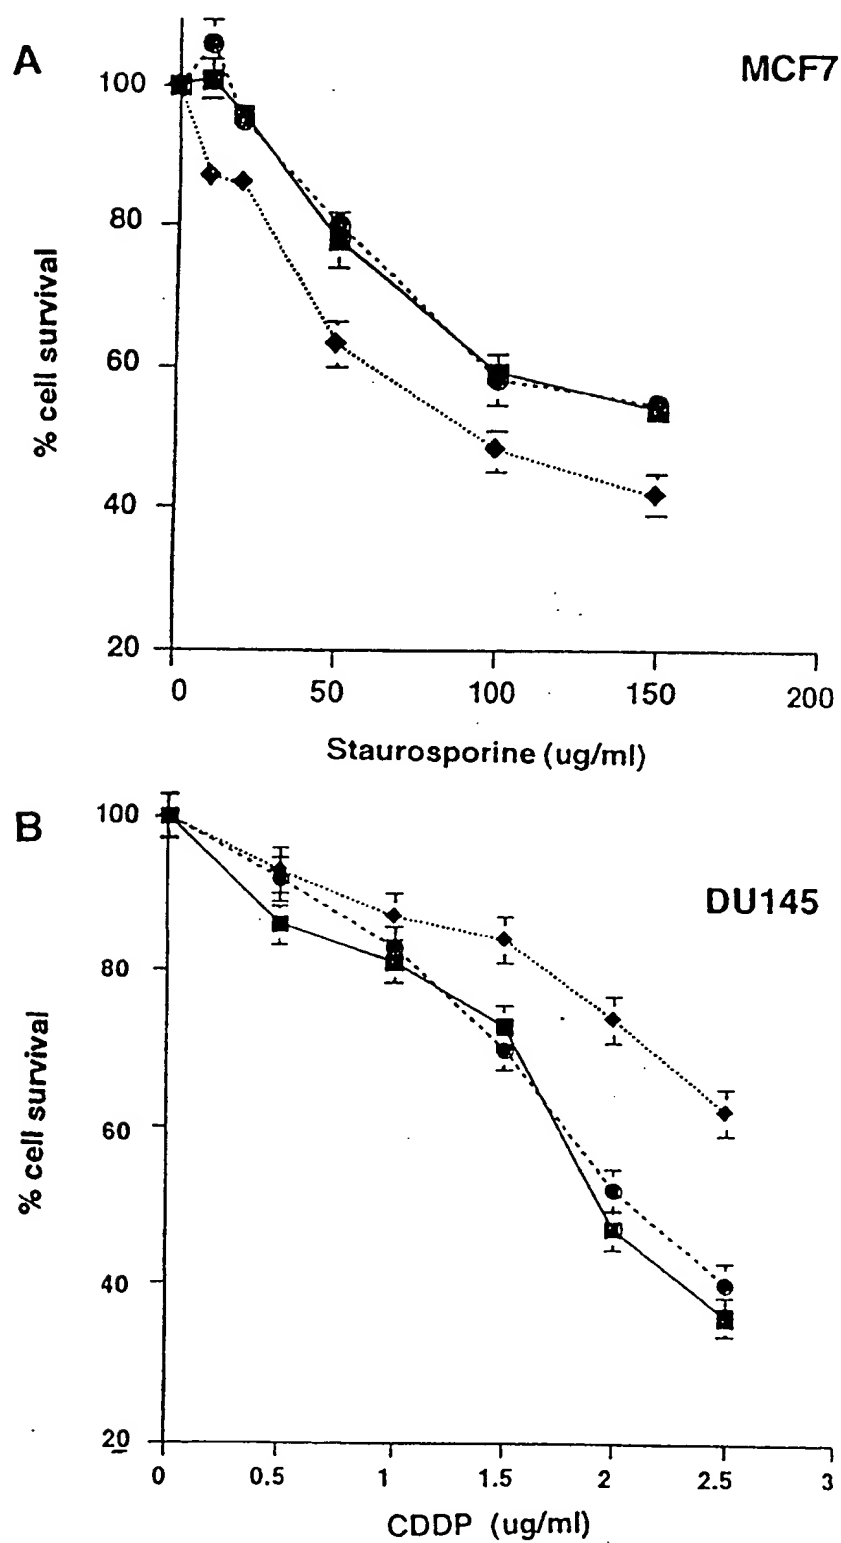 A
MCF7
100
80
60
40
20
% cell survival
0 50 100 150 200
Staurosporine (ug/ml)
B
DU145
100
80
60
40
20
% cell survival
0 0.5 1 1.5 2 2.5 3
CDDP (ug/ml)